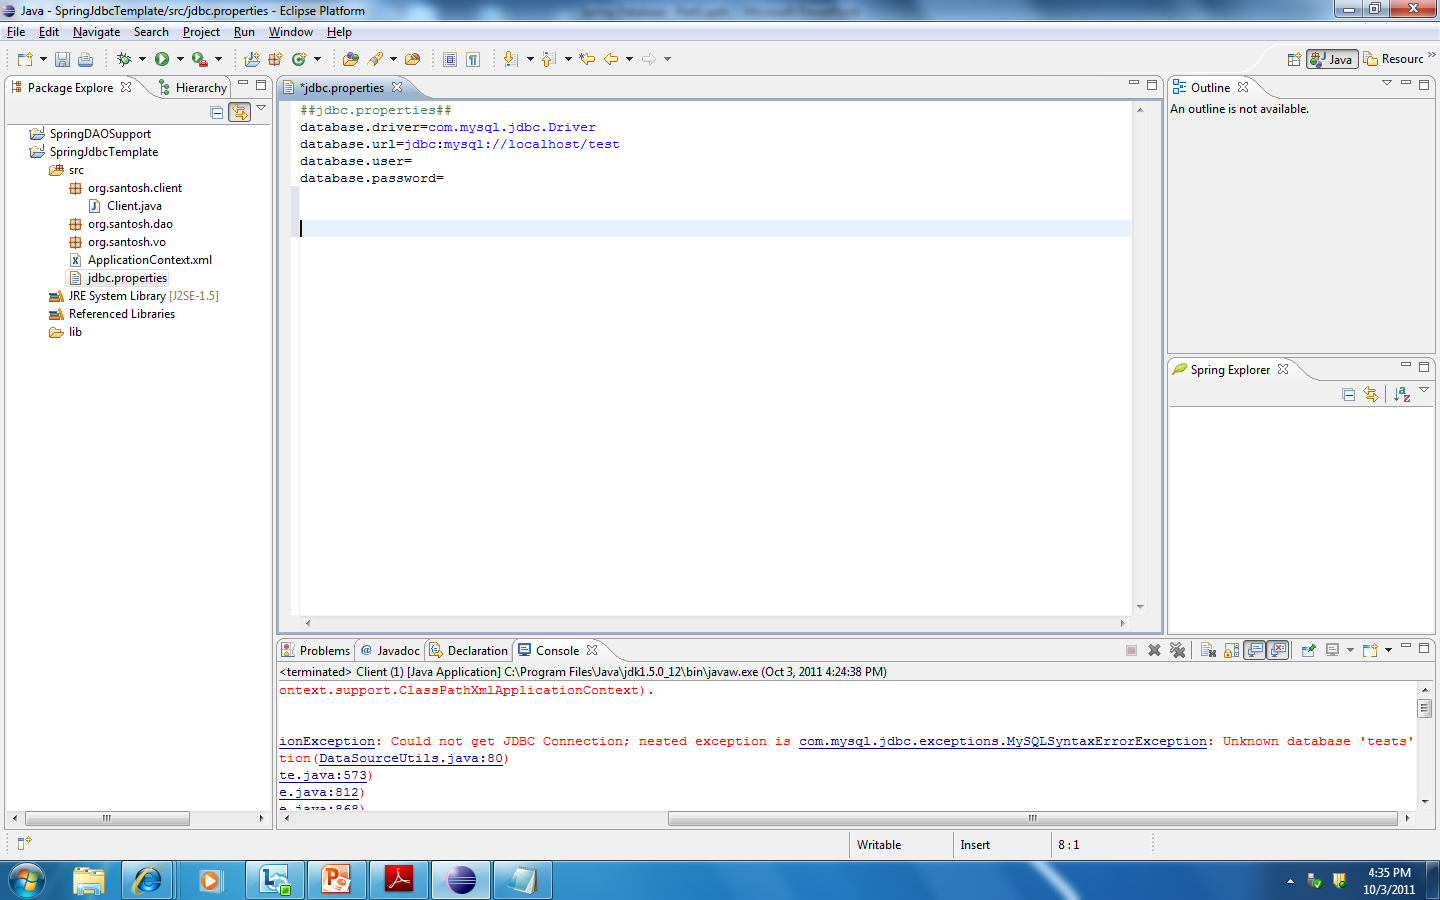 Java - SpringJdbcTemplate/src/jdbc.properties - Eclipse Platform
File Edit Navigate Search Project Run Window Help
Java
Resourc
Package Explore
Hierarchy
SpringDAOSupport
SpringJdbcTemplate
src
org.santosh.client
Client.java
org.santosh.dao
org.santosh.vo
ApplicationContext.xml
jdbc.properties
JRE System Library [J2SE-1.5]
Referenced Libraries
lib
*jdbc.properties
##jdbc.properties##
database.driver=com.mysql.jdbc.Driver
database.url=jdbc:mysql://localhost/test
database.user=
database.password=
Outline
An outline is not available.
Spring Explorer
Problems @ Javadoc Declaration Console
<terminated> Client (1) [Java Application] C:\Program Files\Java\jdk1.5.0_12\bin\javaw.exe (Oct 3, 2011 4:24:38 PM)
ontext.support.ClassPathXmlApplicationContext).
ionException: Could not get JDBC Connection; nested exception is com.mysql.jdbc.exceptions.MySQLSyntaxErrorException: Unknown database 'tests'
tion(DataSourceUtils.java:80)
te.java:573)
e.java:812)
e.java:868)
Writable
Insert
8 : 1
4:35 PM
10/3/2011